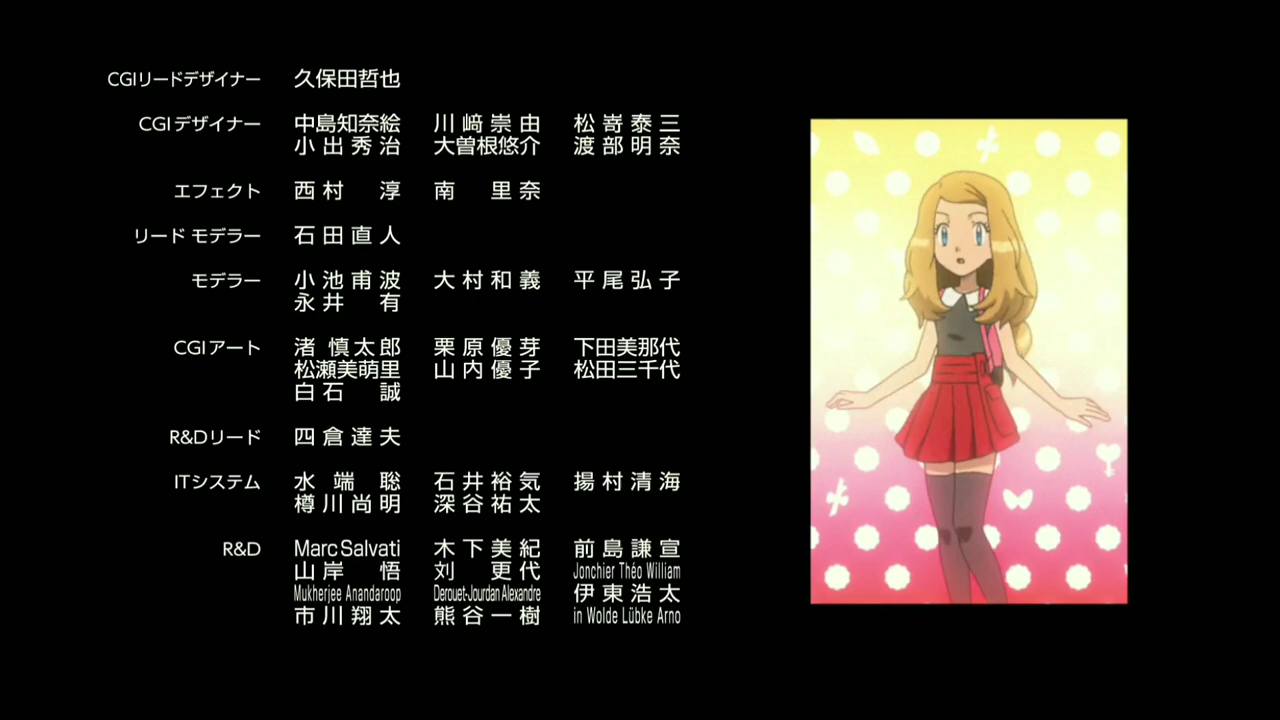 CGIリードデザイナー 久保田哲也
CGIデザイナー 中島知奈絵 川﨑崇由 松嵜泰三
小出秀治 大曽根悠介 渡部明奈
エフェクト 西村 淳 南 里奈
リード モデラー 石田直人
モデラー 小池甫波 大村和義 平尾弘子
永井 有
CGIアート 渚 慎太郎 栗原優芽 下田美那代
松瀬美萌里 山内優子 松田三千代
白石 誠
R&Dリード 四倉達夫
ITシステム 水端 聡 石井裕気 揚村清海
樽川尚明 深谷祐太
R&D Marc Salvati 木下美紀 前島謙宣
山岸 悟 刘 更代 Jonchier Théo William
Mukherjee Anandaroop Derouet-Jourdan Alexandre 伊東浩太
市川翔太 熊谷一樹 in Wolde Lübke Arno